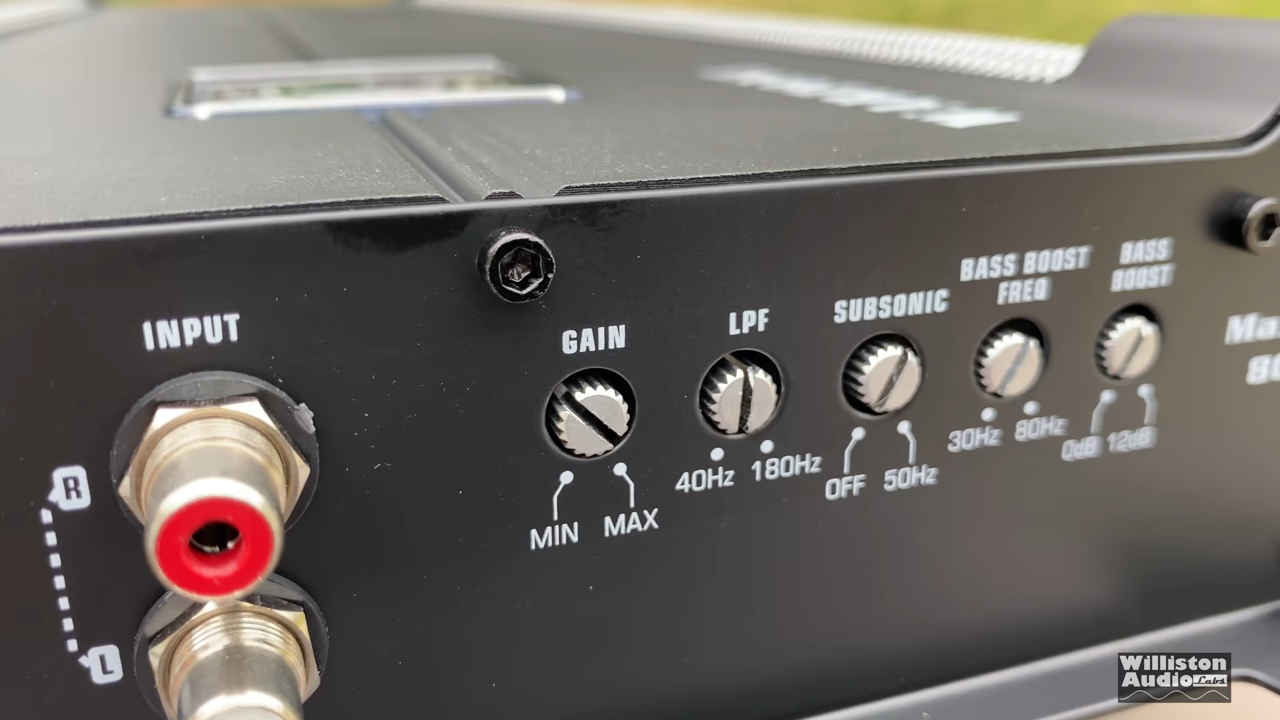 INPUT
R
L
GAIN
MIN MAX
LPF
40Hz 180Hz
SUBSONIC
OFF 50Hz
BASS BOOST
FREQ
30Hz 80Hz
BASS
BOOST
0dB 12dB
Williston
Audio Labs